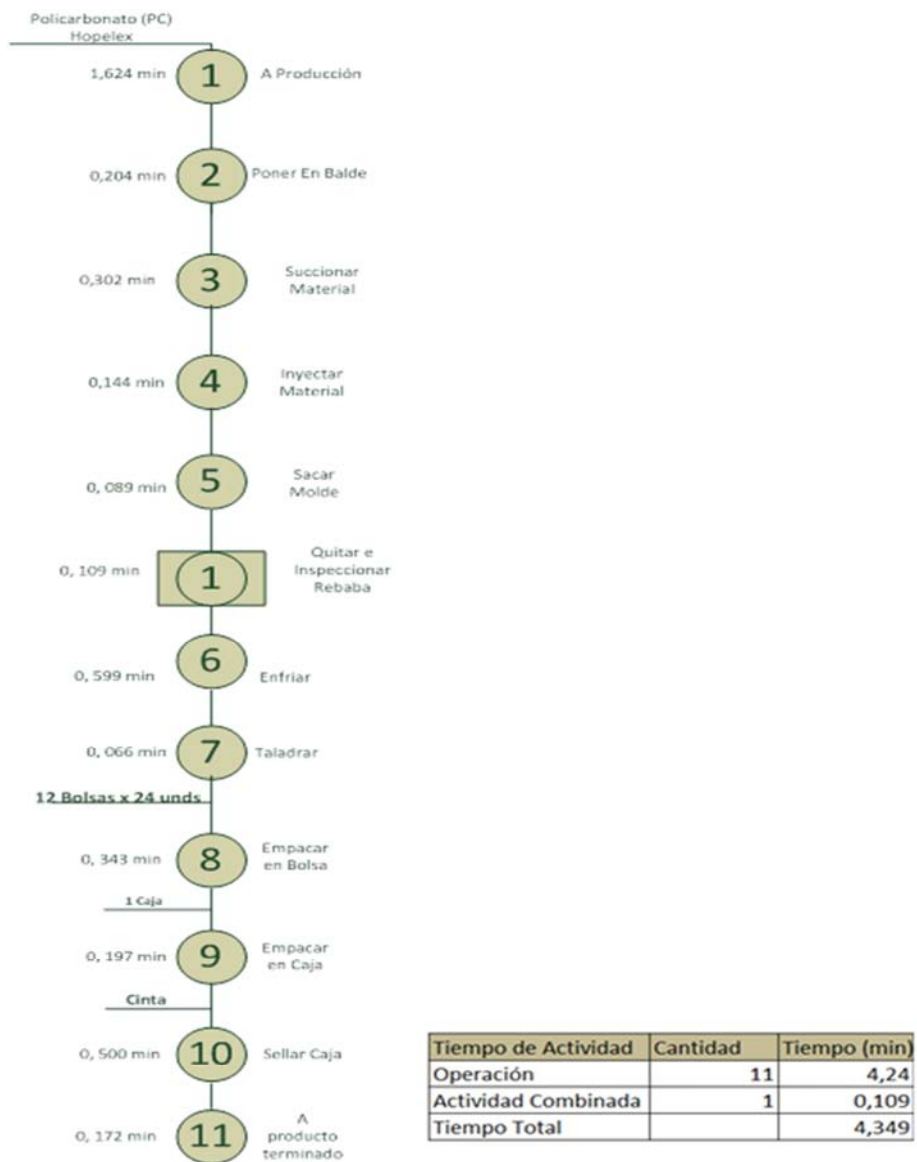 Policarbonato (PC)
Hopelex
1,624 min 1 A Producción
0,204 min 2 Poner En Balde
0,302 min 3 Succionar
Material
0,144 min 4 Inyectar
Material
0, 089 min 5 Sacar
Molde
0, 109 min 1 Quitar e
Inspeccionar
Rebaba
0, 599 min 6 Enfriar
0, 066 min 7 Taladrar
12 Bolsas x 24 unds
0, 343 min 8 Empacar
en Bolsa
1 Caja
0, 197 min 9 Empacar
en Caja
Cinta
0, 500 min 10 Sellar Caja
0, 172 min 11 A
producto
terminado
Tiempo de Actividad Cantidad Tiempo (min)
Operación 11 4,24
Actividad Combinada 1 0,109
Tiempo Total 4,349